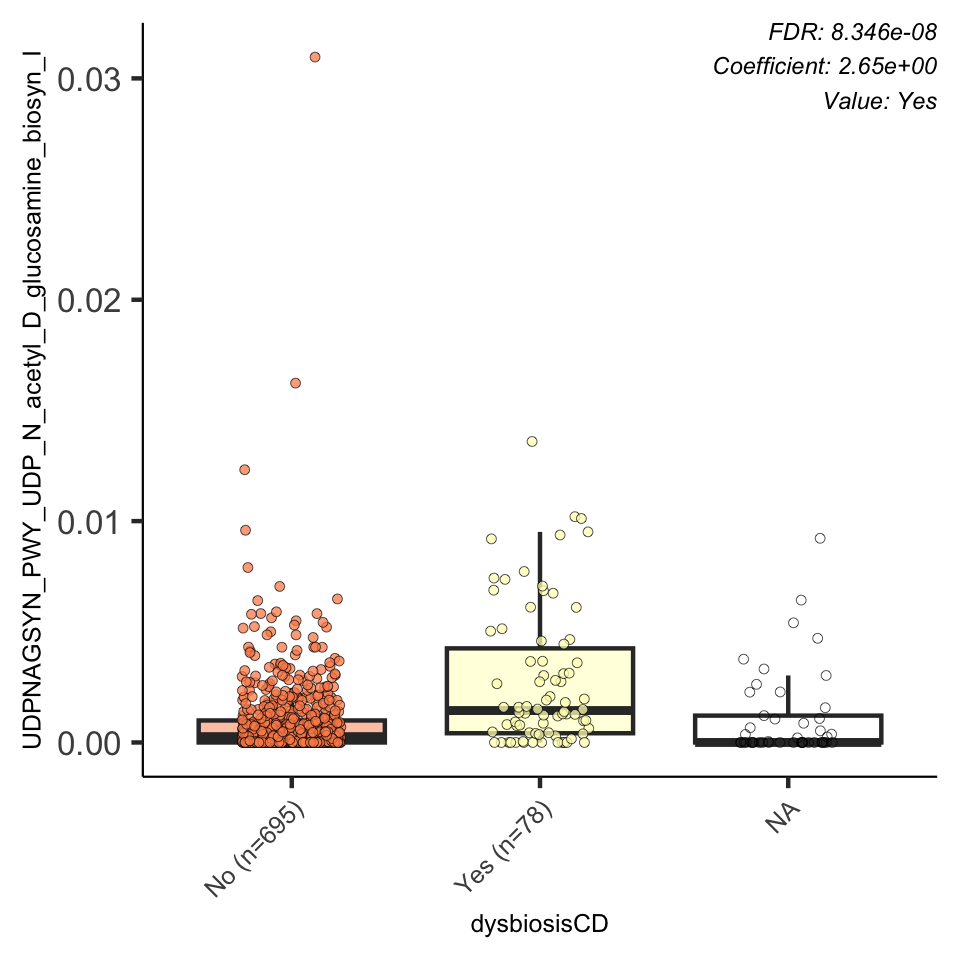 FDR: 8.346e-08
Coefficient: 2.65e+00
Value: Yes
UDPNAGSYN_PWY_UDP_N_acetyl_D_glucosamine_biosyn_I
0.03
0.02
0.01
0.00
No (n=695)
Yes (n=78)
NA
dysbiosisCD